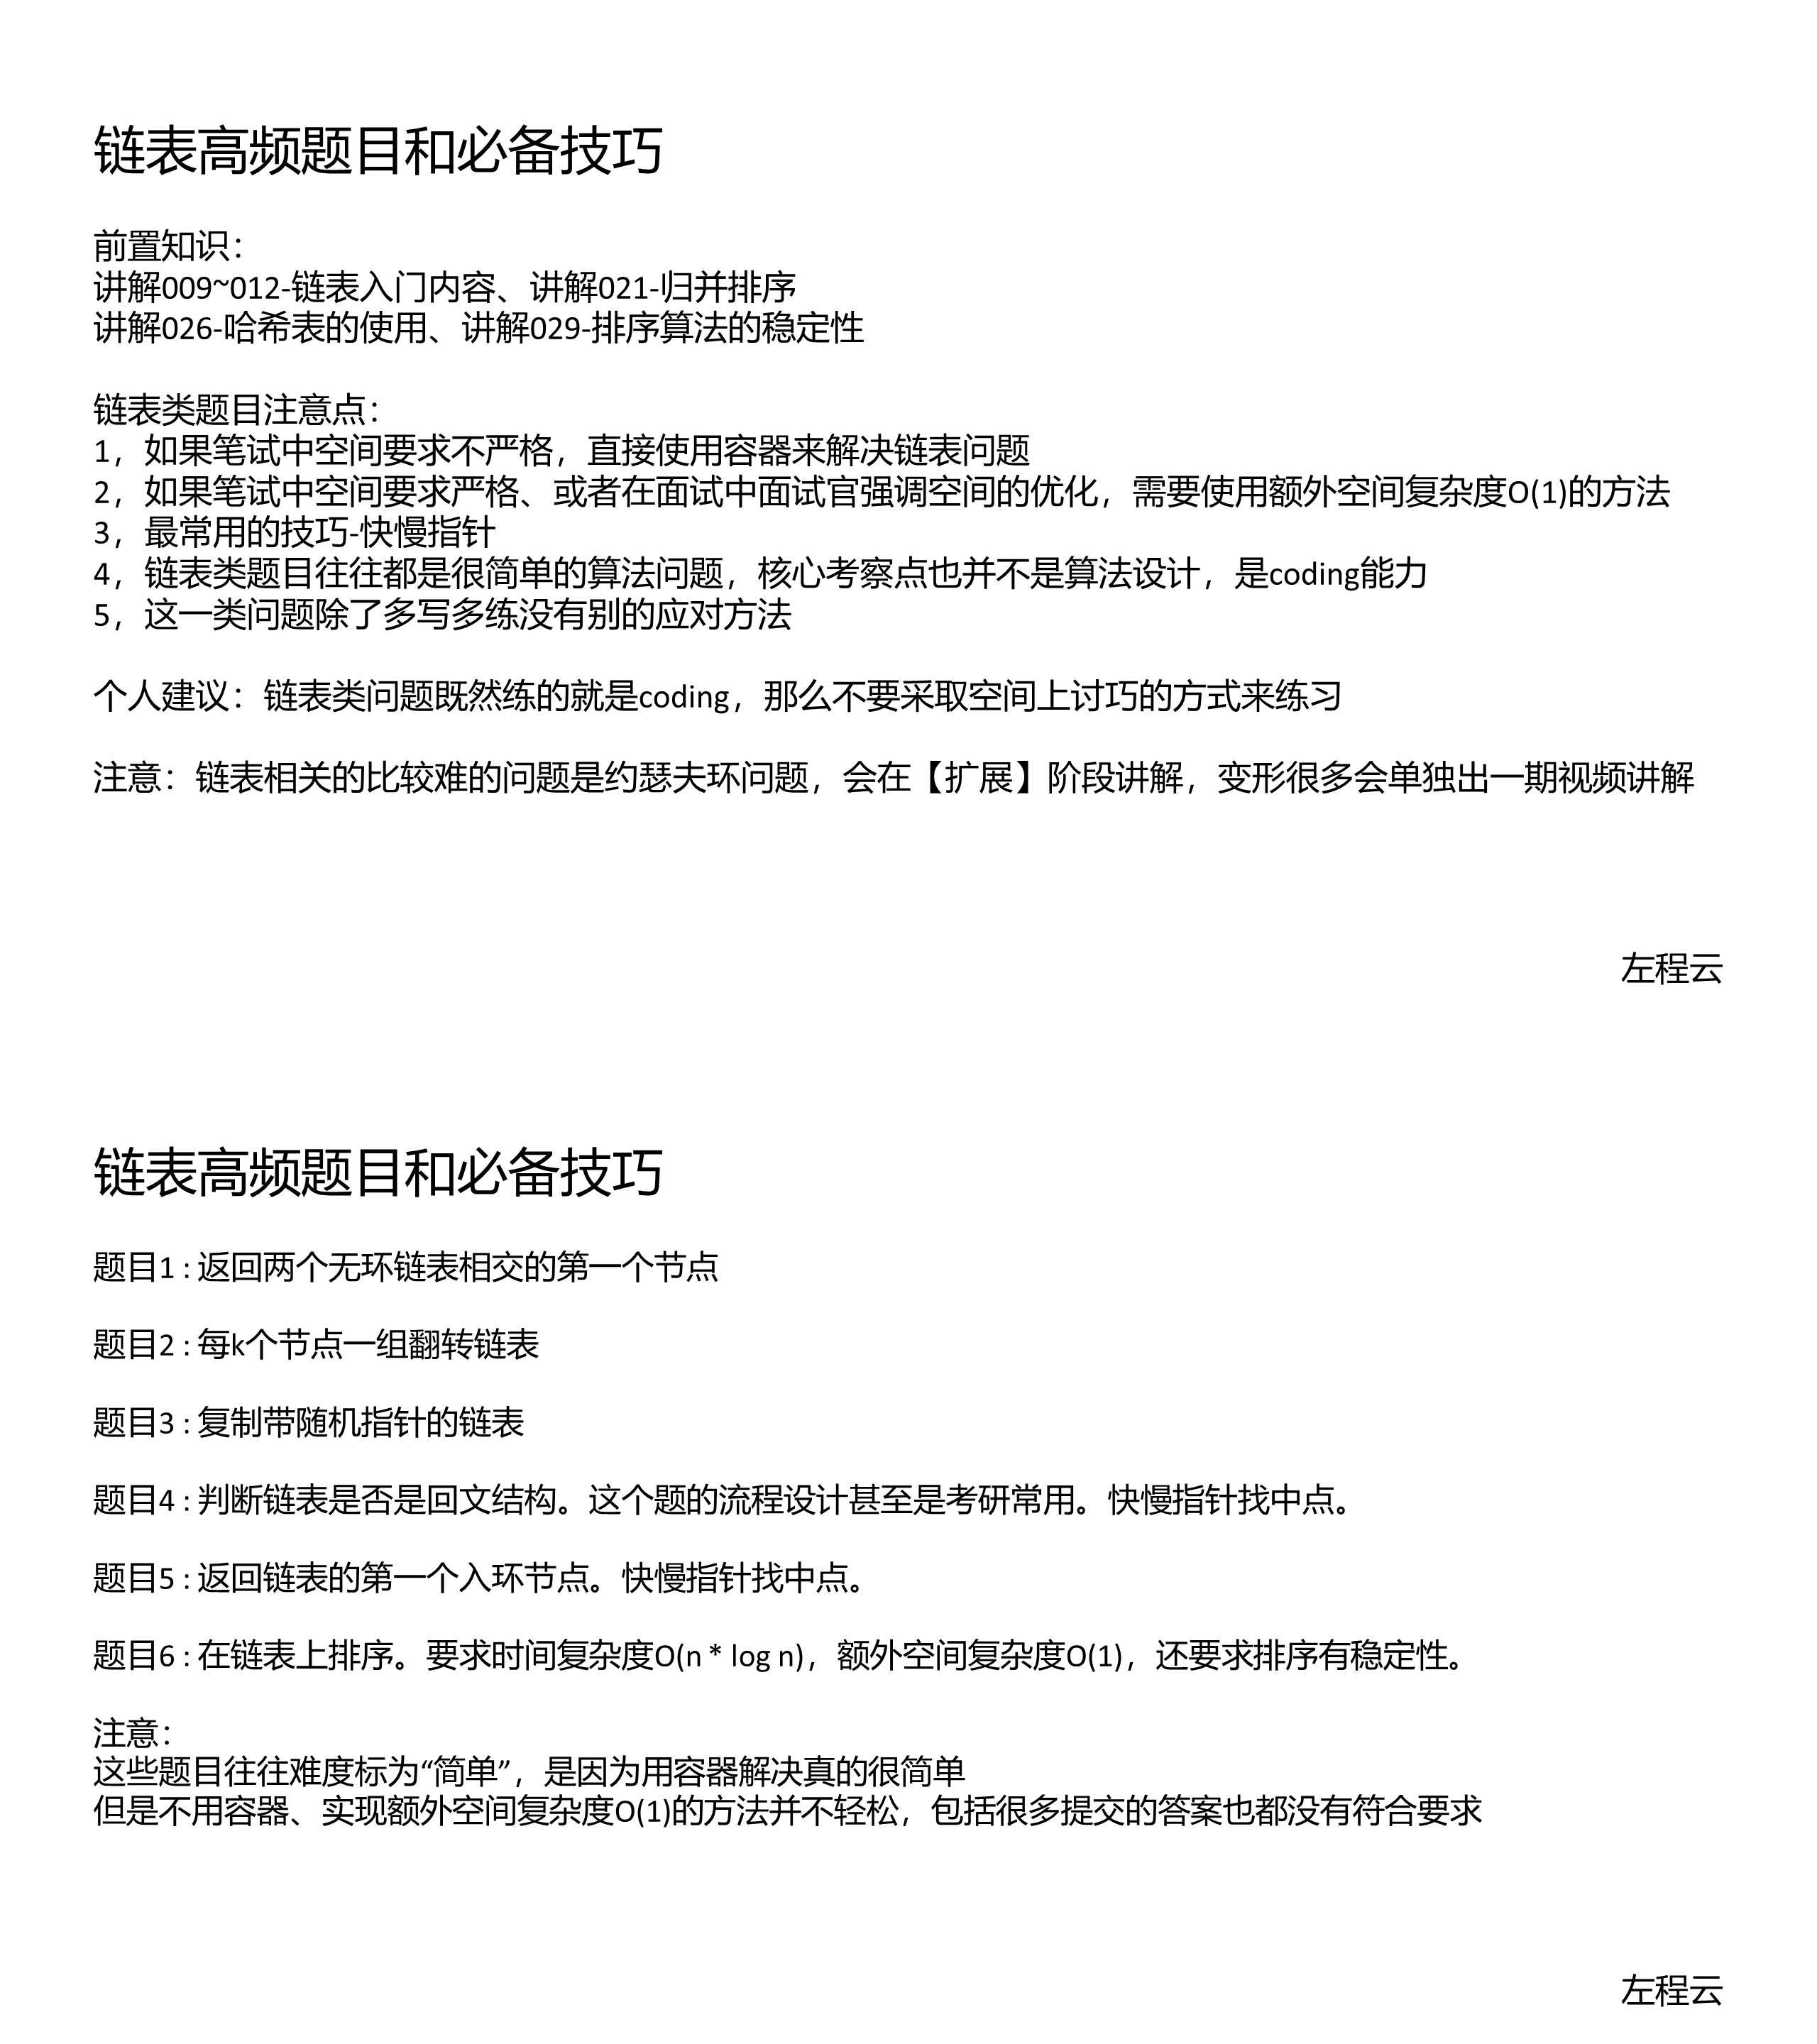 链表高频题目和必备技巧
前置知识：
讲解009~012-链表入门内容、讲解021-归并排序
讲解026-哈希表的使用、讲解029-排序算法的稳定性
链表类题目注意点：
1，如果笔试中空间要求不严格，直接使用容器来解决链表问题
2，如果笔试中空间要求严格、或者在面试中面试官强调空间的优化，需要使用额外空间复杂度O(1)的方法
3，最常用的技巧-快慢指针
4，链表类题目往往都是很简单的算法问题，核心考察点也并不是算法设计，是coding能力
5，这一类问题除了多写多练没有别的应对方法
个人建议：链表类问题既然练的就是coding，那么不要采取空间上讨巧的方式来练习
注意：链表相关的比较难的问题是约瑟夫环问题，会在【扩展】阶段讲解，变形很多会单独出一期视频讲解
左程云
链表高频题目和必备技巧
题目1 : 返回两个无环链表相交的第一个节点
题目2 : 每k个节点一组翻转链表
题目3 : 复制带随机指针的链表
题目4 : 判断链表是否是回文结构。这个题的流程设计甚至是考研常用。快慢指针找中点。
题目5 : 返回链表的第一个入环节点。快慢指针找中点。
题目6 : 在链表上排序。要求时间复杂度O(n * log n)，额外空间复杂度O(1)，还要求排序有稳定性。
注意：
这些题目往往难度标为“简单”，是因为用容器解决真的很简单
但是不用容器、实现额外空间复杂度O(1)的方法并不轻松，包括很多提交的答案也都没有符合要求
左程云